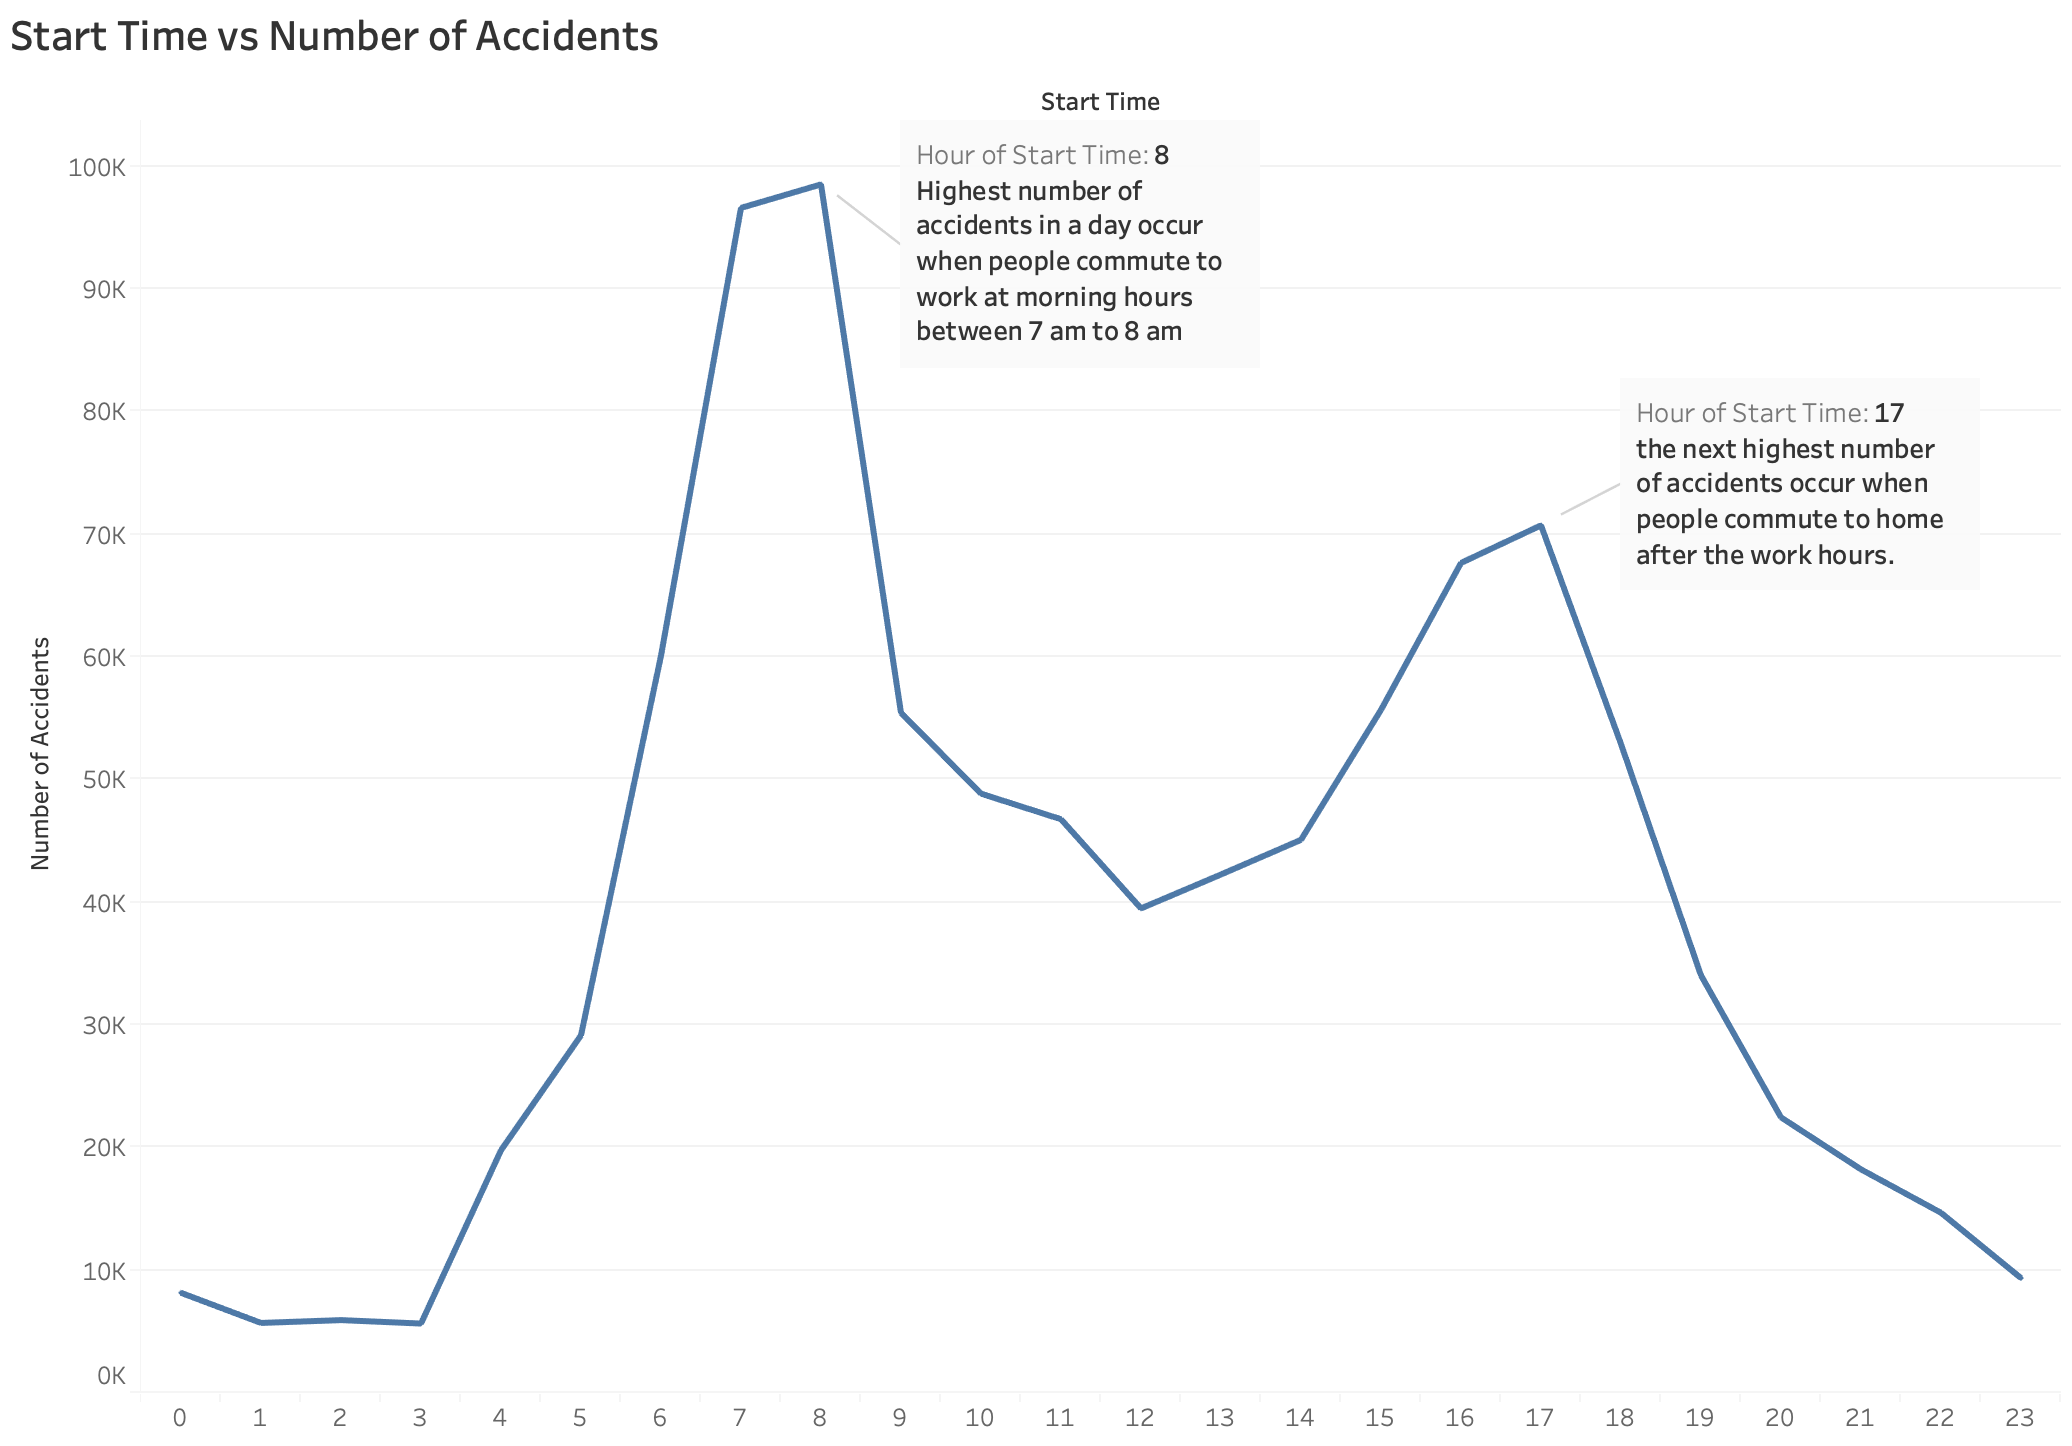 Start Time vs Number of Accidents
Start Time
Hour of Start Time: 8
Highest number of
accidents in a day occur
when people commute to
work at morning hours
between 7 am to 8 am
Hour of Start Time: 17
the next highest number
of accidents occur when
people commute to home
after the work hours.
Number of Accidents
100K
90K
80K
70K
60K
50K
40K
30K
20K
10K
0K
0 1 2 3 4 5 6 7 8 9 10 11 12 13 14 15 16 17 18 19 20 21 22 23